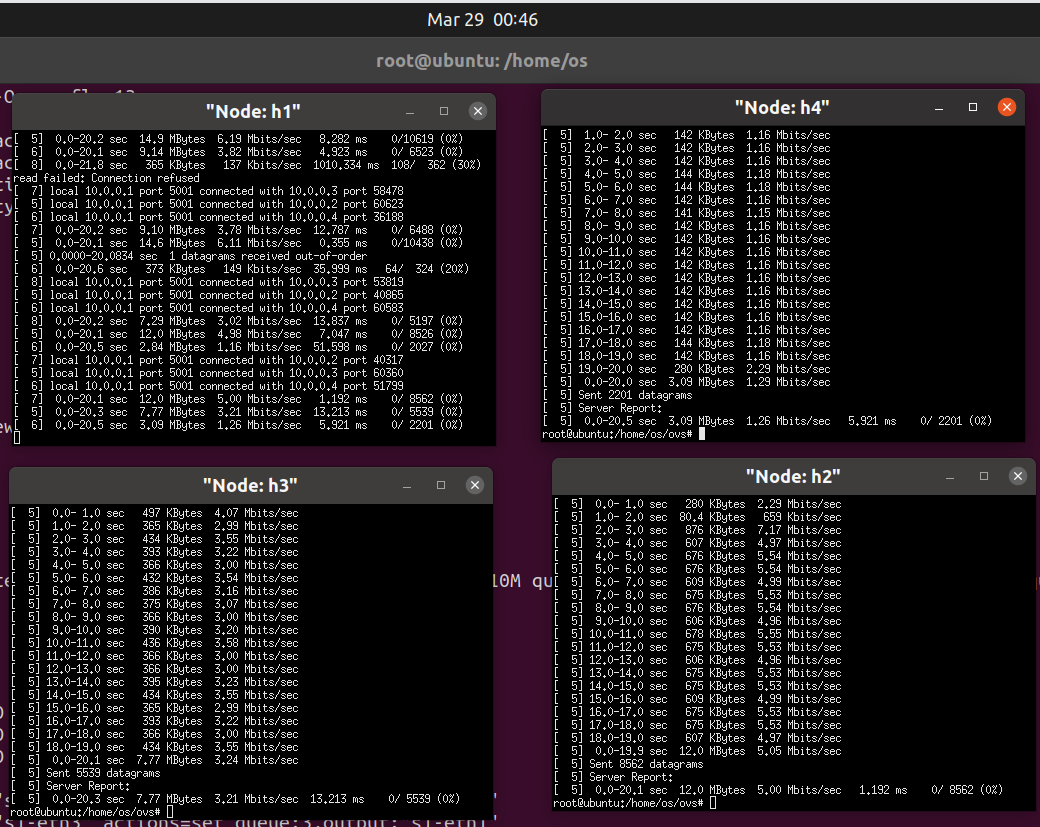 Mar 29 00:46
root@ubuntu: /home/os
"Node: h1"
[ 5] 0.0-20.2 sec 14.9 MBytes 6.19 Mbits/sec 8.282 ms 0/10619 (0%)
[ 6] 0.0-20.1 sec 9.14 MBytes 3.82 Mbits/sec 4.923 ms 0/ 6523 (0%)
[ 8] 0.0-21.8 sec 365 KBytes 137 Kbits/sec 1010.334 ms 108/ 362 (30%)
read failed: Connection refused
[ 7] local 10.0.0.1 port 5001 connected with 10.0.0.3 port 58478
[ 5] local 10.0.0.1 port 5001 connected with 10.0.0.2 port 60623
[ 6] local 10.0.0.1 port 5001 connected with 10.0.0.4 port 36188
[ 7] 0.0-20.2 sec 9.10 MBytes 3.78 Mbits/sec 12.787 ms 0/ 6488 (0%)
[ 5] 0.0-20.1 sec 14.6 MBytes 6.11 Mbits/sec 0.355 ms 0/10438 (0%)
[ 5] 0.0000-20.0834 sec 1 datagrams received out-of-order
[ 6] 0.0-20.6 sec 373 KBytes 149 Kbits/sec 35.999 ms 64/ 324 (20%)
[ 8] local 10.0.0.1 port 5001 connected with 10.0.0.3 port 53819
[ 5] local 10.0.0.1 port 5001 connected with 10.0.0.2 port 40865
[ 6] local 10.0.0.1 port 5001 connected with 10.0.0.4 port 60583
[ 8] 0.0-20.2 sec 7.29 MBytes 3.02 Mbits/sec 13.837 ms 0/ 5197 (0%)
[ 5] 0.0-20.1 sec 12.0 MBytes 4.98 Mbits/sec 7.047 ms 0/ 8526 (0%)
[ 6] 0.0-20.5 sec 2.84 MBytes 1.16 Mbits/sec 51.598 ms 0/ 2027 (0%)
[ 7] local 10.0.0.1 port 5001 connected with 10.0.0.2 port 40317
[ 5] local 10.0.0.1 port 5001 connected with 10.0.0.3 port 60360
[ 6] local 10.0.0.1 port 5001 connected with 10.0.0.4 port 51799
[ 7] 0.0-20.1 sec 12.0 MBytes 5.00 Mbits/sec 1.192 ms 0/ 8562 (0%)
[ 5] 0.0-20.3 sec 7.77 MBytes 3.21 Mbits/sec 13.213 ms 0/ 5539 (0%)
[ 6] 0.0-20.5 sec 3.09 MBytes 1.26 Mbits/sec 5.921 ms 0/ 2201 (0%)
"Node: h4"
[ 5] 1.0- 2.0 sec 142 KBytes 1.16 Mbits/sec
[ 5] 2.0- 3.0 sec 142 KBytes 1.16 Mbits/sec
[ 5] 3.0- 4.0 sec 142 KBytes 1.16 Mbits/sec
[ 5] 4.0- 5.0 sec 144 KBytes 1.18 Mbits/sec
[ 5] 5.0- 6.0 sec 144 KBytes 1.18 Mbits/sec
[ 5] 6.0- 7.0 sec 142 KBytes 1.16 Mbits/sec
[ 5] 7.0- 8.0 sec 141 KBytes 1.15 Mbits/sec
[ 5] 8.0- 9.0 sec 142 KBytes 1.16 Mbits/sec
[ 5] 9.0-10.0 sec 142 KBytes 1.16 Mbits/sec
[ 5] 10.0-11.0 sec 142 KBytes 1.16 Mbits/sec
[ 5] 11.0-12.0 sec 142 KBytes 1.16 Mbits/sec
[ 5] 12.0-13.0 sec 142 KBytes 1.16 Mbits/sec
[ 5] 13.0-14.0 sec 142 KBytes 1.16 Mbits/sec
[ 5] 14.0-15.0 sec 142 KBytes 1.16 Mbits/sec
[ 5] 15.0-16.0 sec 142 KBytes 1.16 Mbits/sec
[ 5] 16.0-17.0 sec 142 KBytes 1.16 Mbits/sec
[ 5] 17.0-18.0 sec 144 KBytes 1.18 Mbits/sec
[ 5] 18.0-19.0 sec 142 KBytes 1.16 Mbits/sec
[ 5] 19.0-20.0 sec 280 KBytes 2.29 Mbits/sec
[ 5] 0.0-20.0 sec 3.09 MBytes 1.29 Mbits/sec
[ 5] Sent 2201 datagrams
[ 5] Server Report:
[ 5] 0.0-20.5 sec 3.09 MBytes 1.26 Mbits/sec 5.921 ms 0/ 2201 (0%)
root@ubuntu:/home/os/ovs#
"Node: h3"
[ 5] 0.0- 1.0 sec 497 KBytes 4.07 Mbits/sec
[ 5] 1.0- 2.0 sec 365 KBytes 2.99 Mbits/sec
[ 5] 2.0- 3.0 sec 434 KBytes 3.55 Mbits/sec
[ 5] 3.0- 4.0 sec 393 KBytes 3.22 Mbits/sec
[ 5] 4.0- 5.0 sec 366 KBytes 3.00 Mbits/sec
[ 5] 5.0- 6.0 sec 432 KBytes 3.54 Mbits/sec
[ 5] 6.0- 7.0 sec 386 KBytes 3.16 Mbits/sec
[ 5] 7.0- 8.0 sec 375 KBytes 3.07 Mbits/sec
[ 5] 8.0- 9.0 sec 366 KBytes 3.00 Mbits/sec
[ 5] 9.0-10.0 sec 390 KBytes 3.20 Mbits/sec
[ 5] 10.0-11.0 sec 436 KBytes 3.58 Mbits/sec
[ 5] 11.0-12.0 sec 366 KBytes 3.00 Mbits/sec
[ 5] 12.0-13.0 sec 366 KBytes 3.00 Mbits/sec
[ 5] 13.0-14.0 sec 395 KBytes 3.23 Mbits/sec
[ 5] 14.0-15.0 sec 434 KBytes 3.55 Mbits/sec
[ 5] 15.0-16.0 sec 365 KBytes 2.99 Mbits/sec
[ 5] 16.0-17.0 sec 393 KBytes 3.22 Mbits/sec
[ 5] 17.0-18.0 sec 366 KBytes 3.00 Mbits/sec
[ 5] 18.0-19.0 sec 434 KBytes 3.55 Mbits/sec
[ 5] 0.0-20.1 sec 7.77 MBytes 3.24 Mbits/sec
[ 5] Sent 5539 datagrams
[ 5] Server Report:
[ 5] 0.0-20.3 sec 7.77 MBytes 3.21 Mbits/sec 13.213 ms 0/ 5539 (0%)
root@ubuntu:/home/os/ovs#
10M qu
"Node: h2"
[ 5] 0.0- 1.0 sec 280 KBytes 2.29 Mbits/sec
[ 5] 1.0- 2.0 sec 80.4 KBytes 659 Kbits/sec
[ 5] 2.0- 3.0 sec 876 KBytes 7.17 Mbits/sec
[ 5] 3.0- 4.0 sec 607 KBytes 4.97 Mbits/sec
[ 5] 4.0- 5.0 sec 676 KBytes 5.54 Mbits/sec
[ 5] 5.0- 6.0 sec 676 KBytes 5.54 Mbits/sec
[ 5] 6.0- 7.0 sec 609 KBytes 4.99 Mbits/sec
[ 5] 7.0- 8.0 sec 675 KBytes 5.53 Mbits/sec
[ 5] 8.0- 9.0 sec 676 KBytes 5.54 Mbits/sec
[ 5] 9.0-10.0 sec 606 KBytes 4.96 Mbits/sec
[ 5] 10.0-11.0 sec 678 KBytes 5.55 Mbits/sec
[ 5] 11.0-12.0 sec 675 KBytes 5.53 Mbits/sec
[ 5] 12.0-13.0 sec 606 KBytes 4.96 Mbits/sec
[ 5] 13.0-14.0 sec 675 KBytes 5.53 Mbits/sec
[ 5] 14.0-15.0 sec 675 KBytes 5.53 Mbits/sec
[ 5] 15.0-16.0 sec 609 KBytes 4.99 Mbits/sec
[ 5] 16.0-17.0 sec 675 KBytes 5.53 Mbits/sec
[ 5] 17.0-18.0 sec 675 KBytes 5.53 Mbits/sec
[ 5] 18.0-19.0 sec 607 KBytes 4.97 Mbits/sec
[ 5] 0.0-19.9 sec 12.0 MBytes 5.05 Mbits/sec
[ 5] Sent 8562 datagrams
[ 5] Server Report:
[ 5] 0.0-20.1 sec 12.0 MBytes 5.00 Mbits/sec 1.192 ms 0/ 8562 (0%)
root@ubuntu:/home/os/ovs#
"s1-eth3" actions=set_queue:3,output:"s1-eth1"